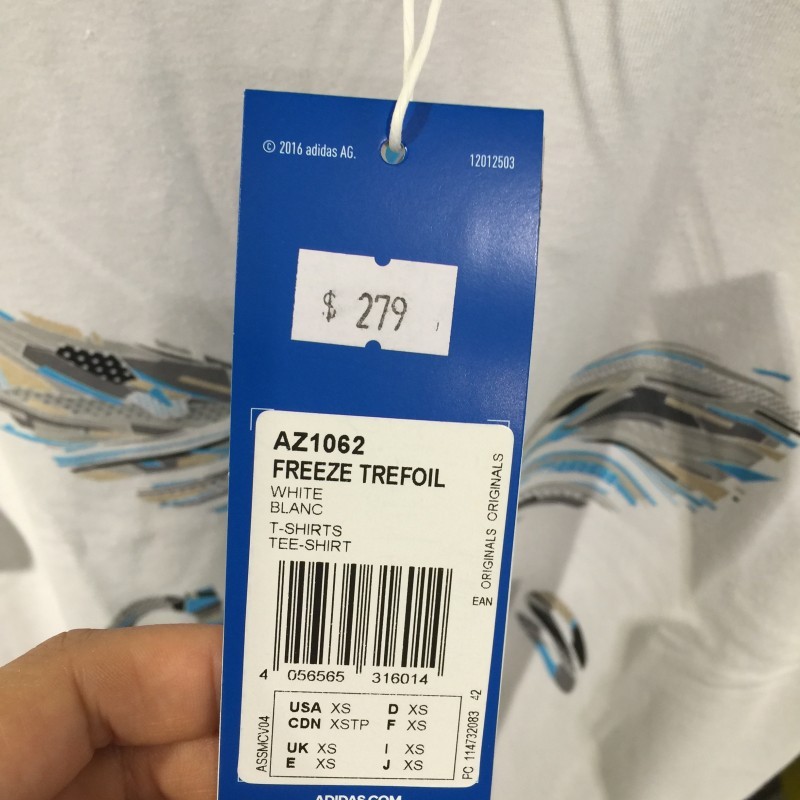 © 2016 adidas AG.
12012503
$ 279
AZ1062
FREEZE TREFOIL
WHITE
BLANC
T-SHIRTS
TEE-SHIRT
ORIGINALS ORIGINALS
EAN
4 056565 316014
USA XS D XS
CDN XSTP F XS
UK XS I XS
E XS J XS
ASSMCV04
PC 114732083 42
ADIDAS.COM